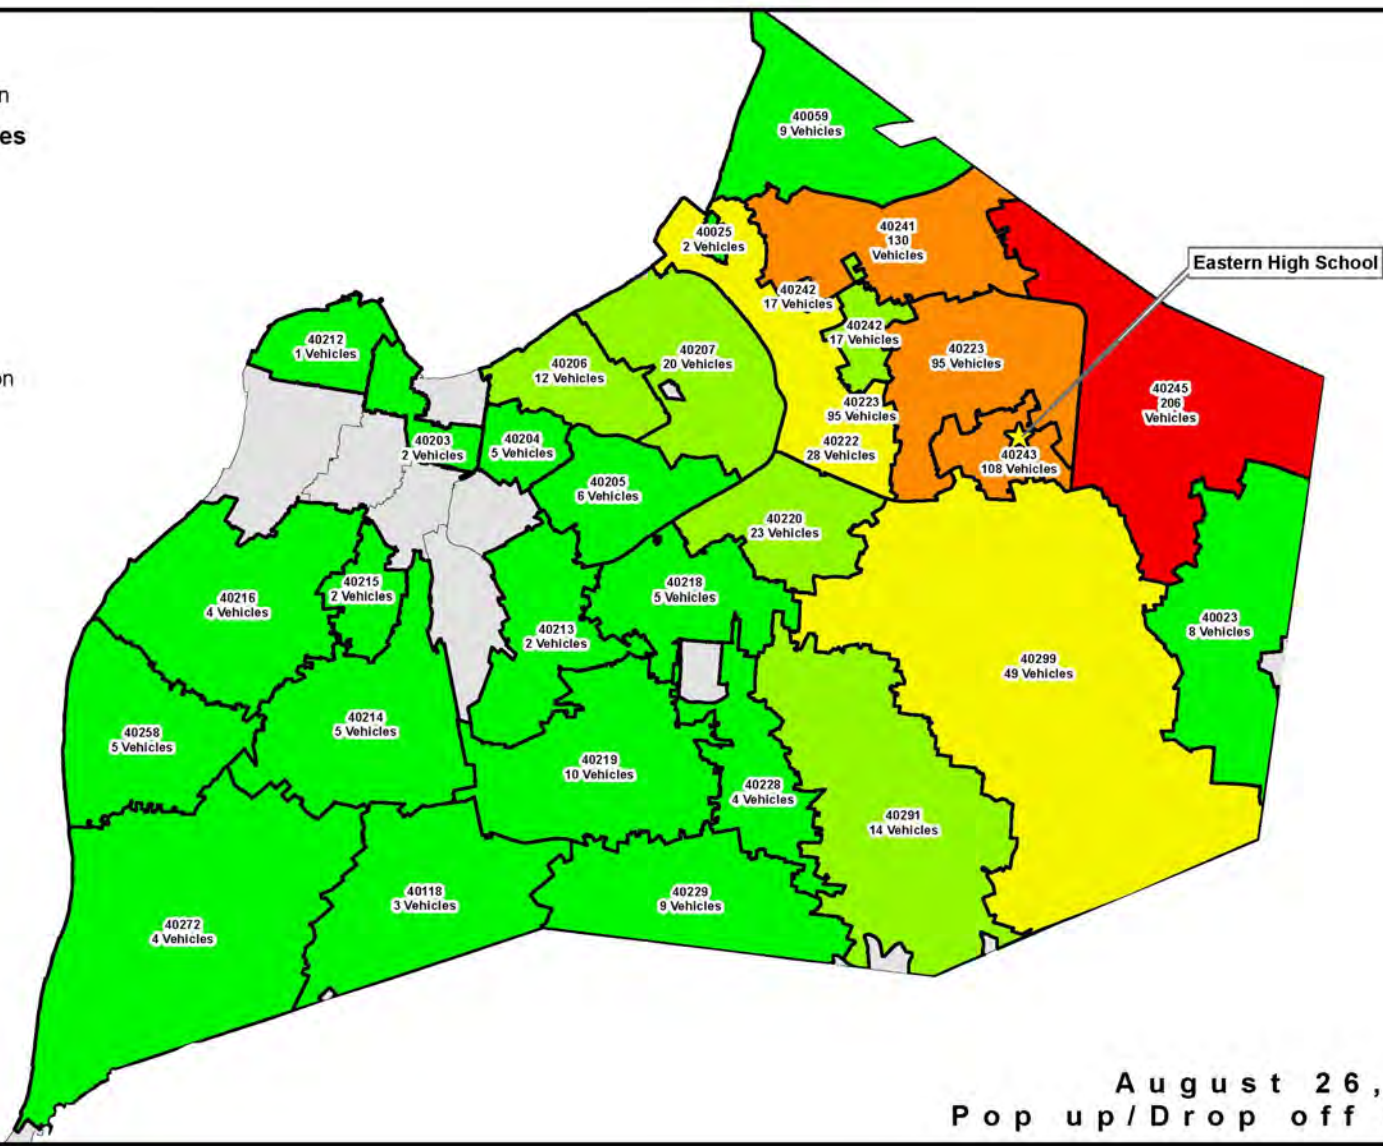 n
es
on
40059
9 Vehicles
40025
2 Vehicles
40241
130
Vehicles
Eastern High School
40242
17 Vehicles
40212
1 Vehicles
40242
17 Vehicles
40206
12 Vehicles
40207
20 Vehicles
40223
95 Vehicles
40245
206
Vehicles
40223
95 Vehicles
40203
2 Vehicles
40204
5 Vehicles
40222
28 Vehicles
40243
108 Vehicles
40205
6 Vehicles
40220
23 Vehicles
40216
4 Vehicles
40215
2 Vehicles
40218
5 Vehicles
40213
2 Vehicles
40023
8 Vehicles
40299
49 Vehicles
40258
5 Vehicles
40214
5 Vehicles
40219
10 Vehicles
40228
4 Vehicles
40291
14 Vehicles
40118
3 Vehicles
40229
9 Vehicles
40272
4 Vehicles
August 26,
Pop up/Drop off